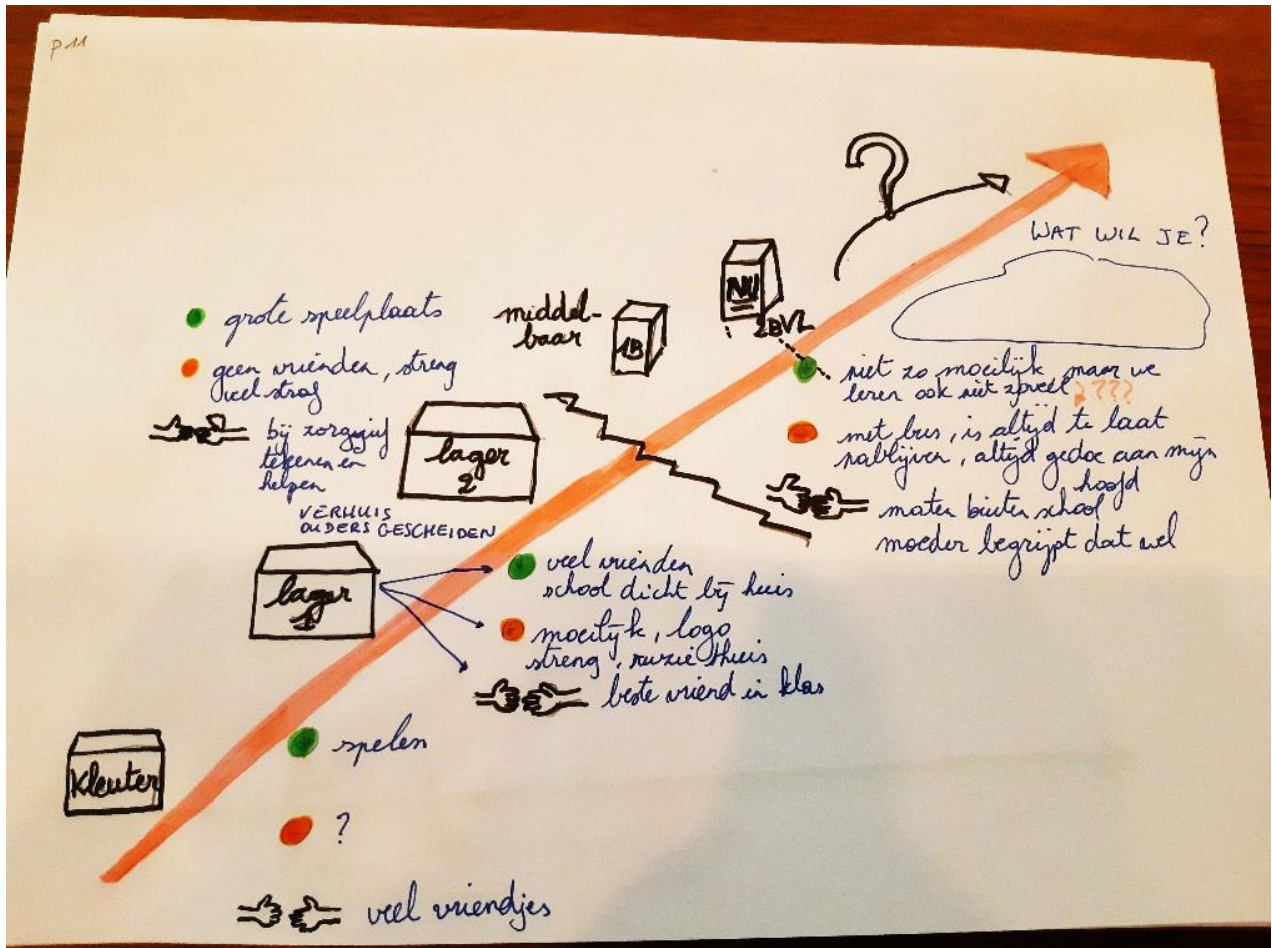 P 11
?
WAT WIL JE?
NU
2BVL
middel-
baar
1B
grote speelplaats
geen vrienden, streng
veel straf
bij zorgjuf
tekenen en
helpen
lager
2
VERHUIS
OUDERS GESCHEIDEN
niet zo moeilijk, maar we
leren ook niet zoveel ????
met bus, is altijd te laat
nablijven, altijd gedoe aan mijn
hoofd
maten buiten school
moeder begrijpt dat wel
lager
1
veel vrienden
school dicht bij huis
moeilijk, logo
streng, ruzie thuis
beste vriend in klas
Kleuter
spelen
?
veel vriendjes